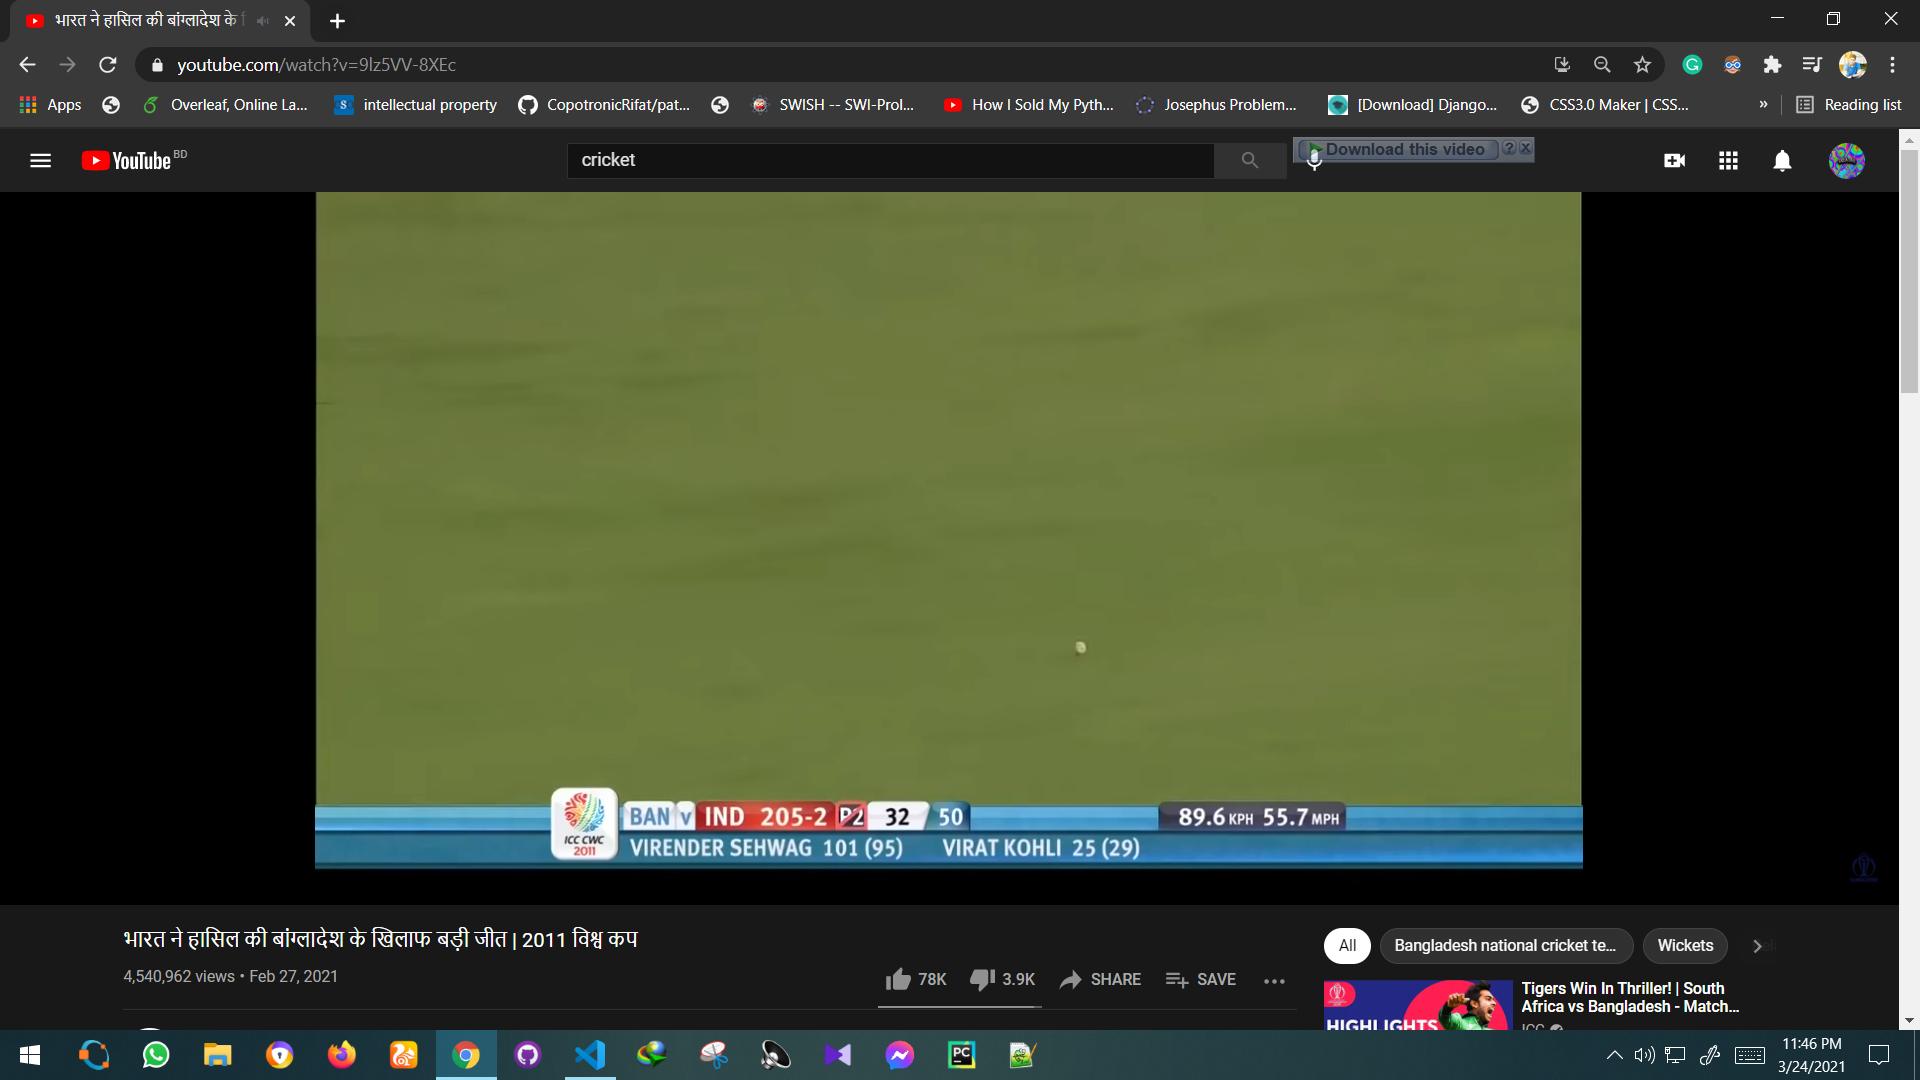 भारत ने हासिल की बांग्लादेश के
youtube.com/watch?v=9lz5VV-8XEc
Apps Overleaf, Online La... intellectual property CopotronicRifat/pat... SWISH -- SWI-Prol... How I Sold My Pyth... Josephus Problem... [Download] Django... CSS3.0 Maker | CSS... » Reading list
YouTube BD cricket Download this video ?
BAN v IND 205-2 P2 32 50 89.6 KPH 55.7 MPH
ICC CWC 2011
VIRENDER SEHWAG 101 (95) VIRAT KOHLI 25 (29)
भारत ने हासिल की बांग्लादेश के खिलाफ बड़ी जीत | 2011 विश्व कप
4,540,962 views • Feb 27, 2021
78K 3.9K SHARE SAVE
All Bangladesh national cricket te... Wickets
HIGHLIGHTS
Tigers Win In Thriller! | South
Africa vs Bangladesh - Match...
ICC
PC
11:46 PM
3/24/2021